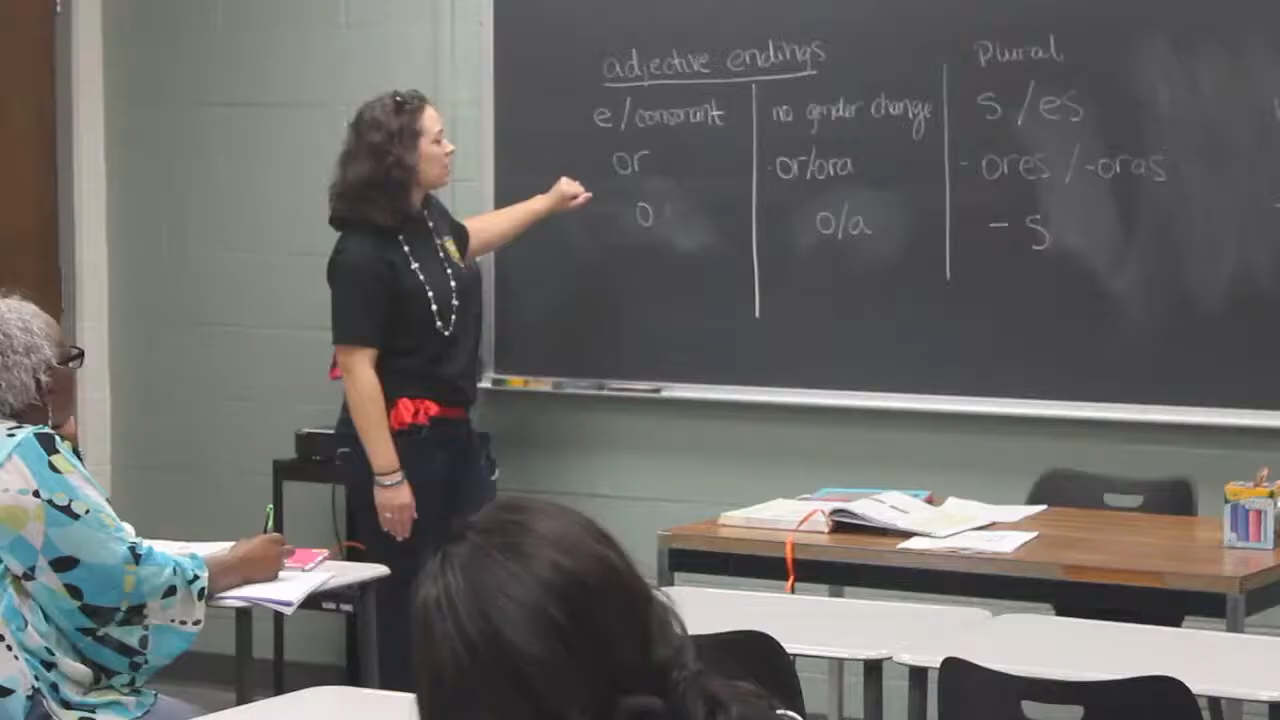 adjective endings Plural
e/consonant no gender change s/es
or -or/ora -ores/-oras
o o/a -s